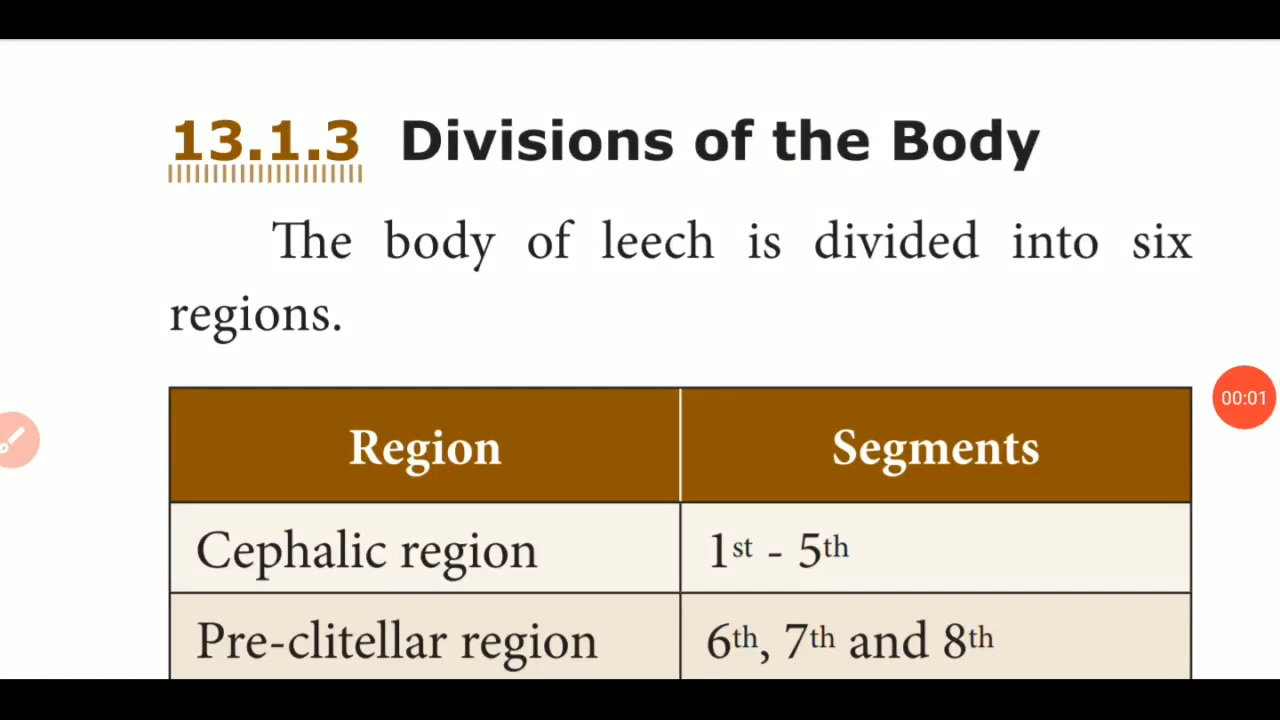 13.1.3 Divisions of the Body
The body of leech is divided into six
regions.
Region Segments
Cephalic region 1st - 5th
Pre-clitellar region 6th, 7th and 8th
00:01